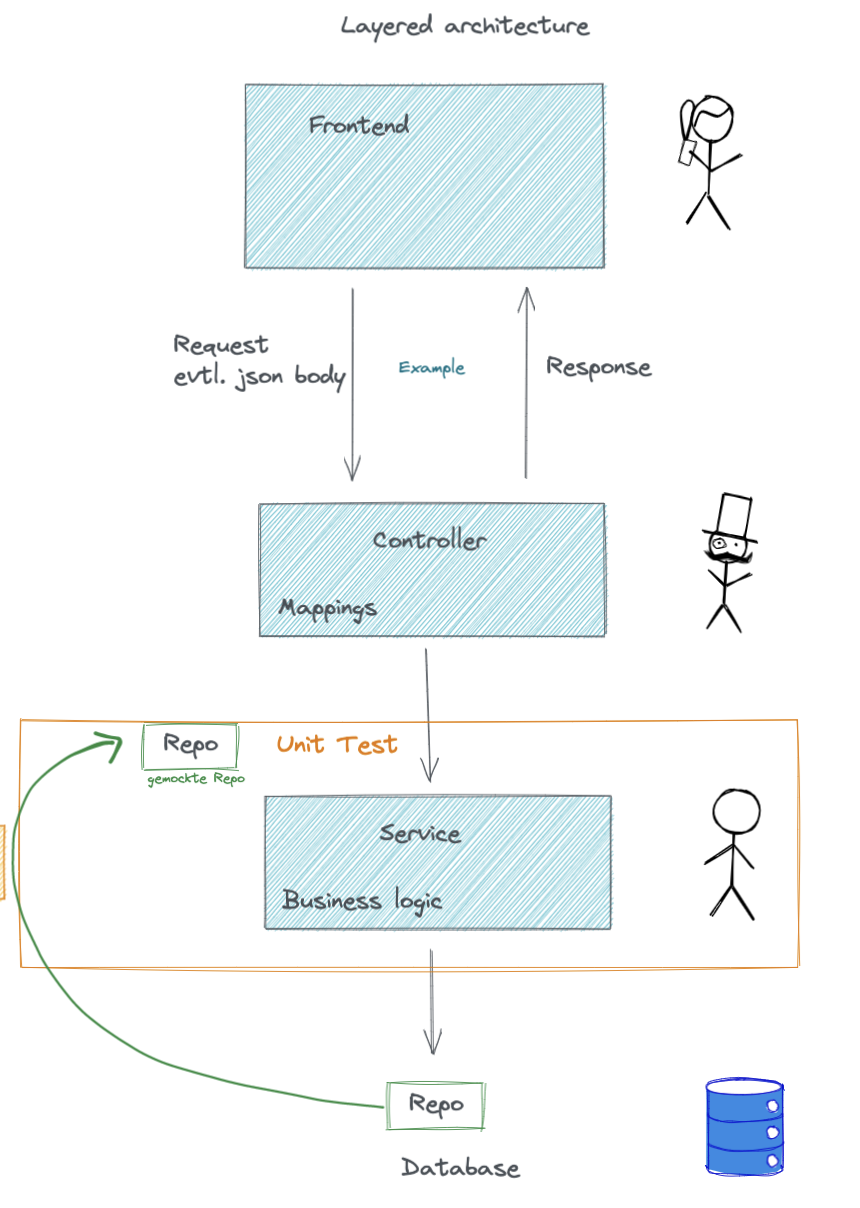 Layered architecture
Frontend
Request
evtl. json body
Example
Response
Controller
Mappings
Repo
Unit Test
gemockte Repo
Service
Business logic
Repo
Database